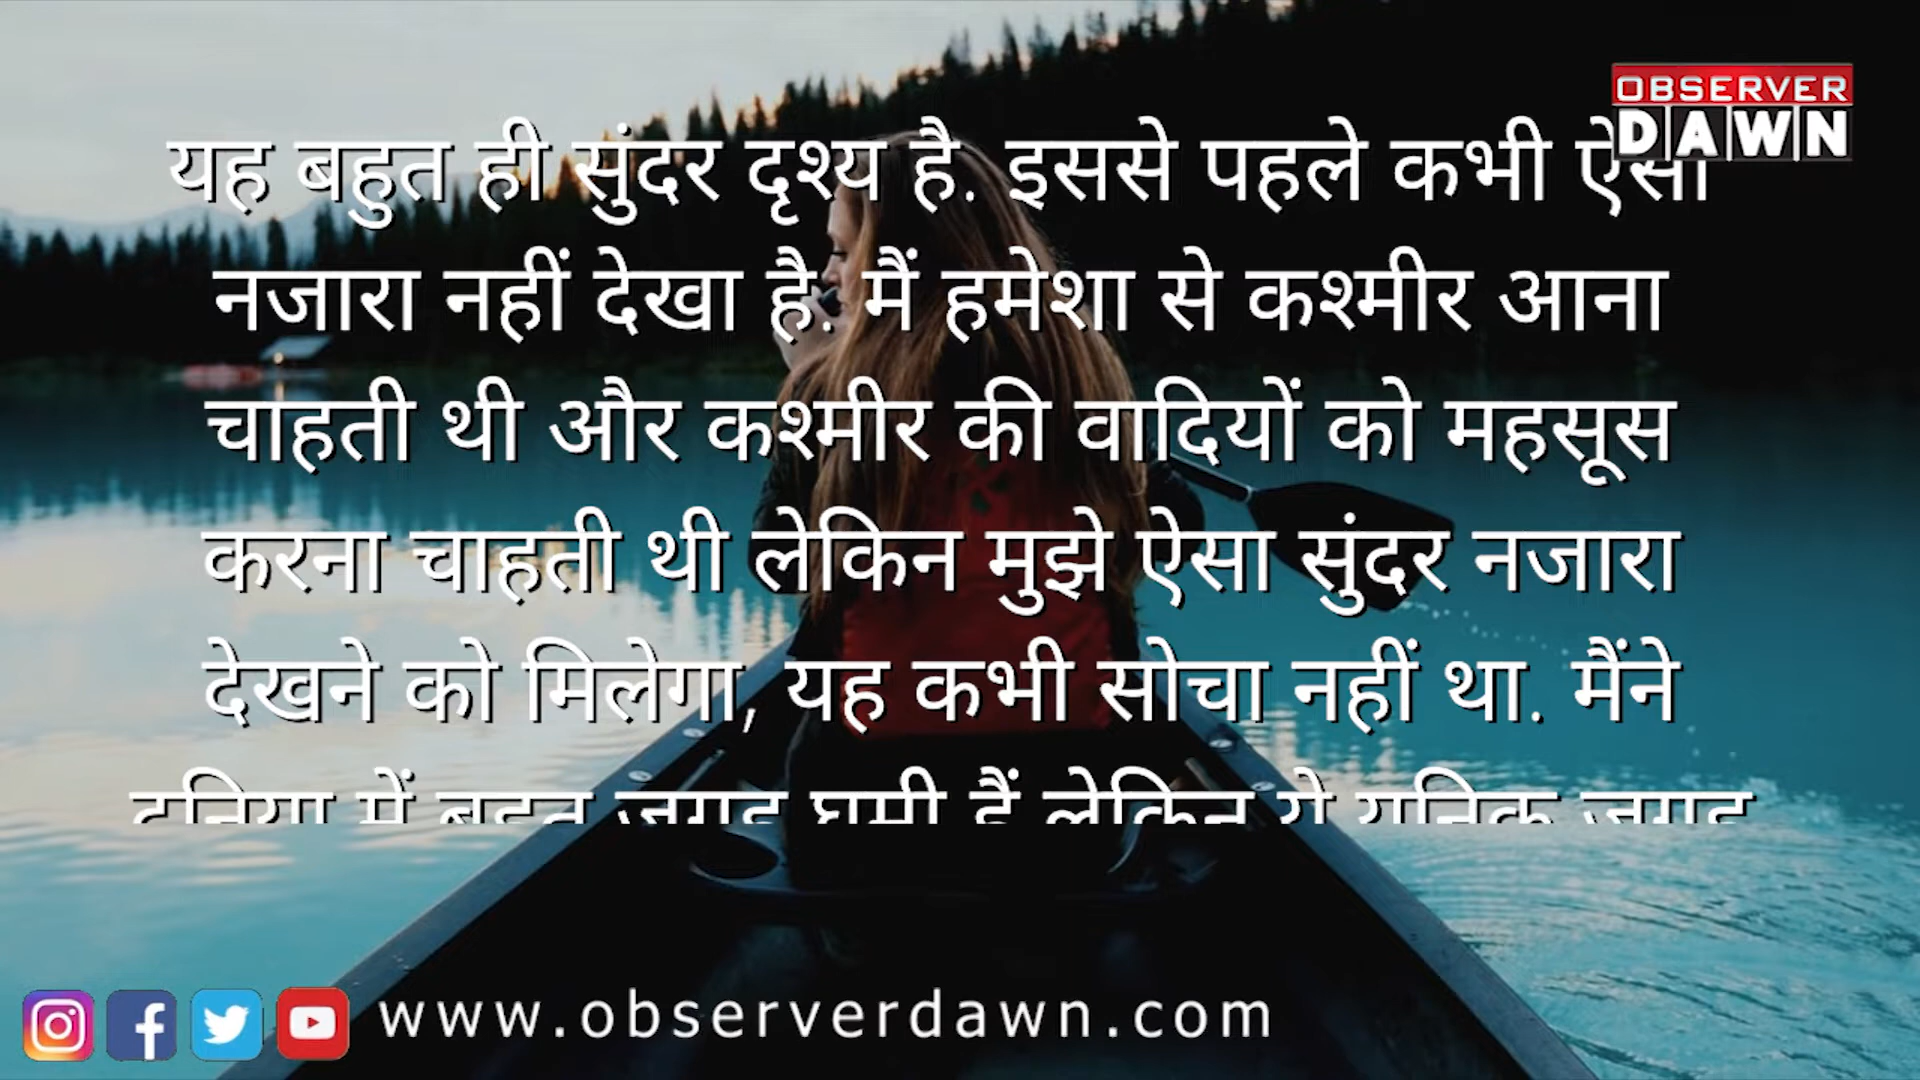 OBSERVER
DAWN
यह बहुत ही सुंदर दृश्य है. इससे पहले कभी ऐसा
नजारा नहीं देखा है. मैं हमेशा से कश्मीर आना
चाहती थी और कश्मीर की वादियों को महसूस
करना चाहती थी लेकिन मुझे ऐसा सुंदर नजारा
देखने को मिलेगा, यह कभी सोचा नहीं था. मैंने
www.observerdawn.com